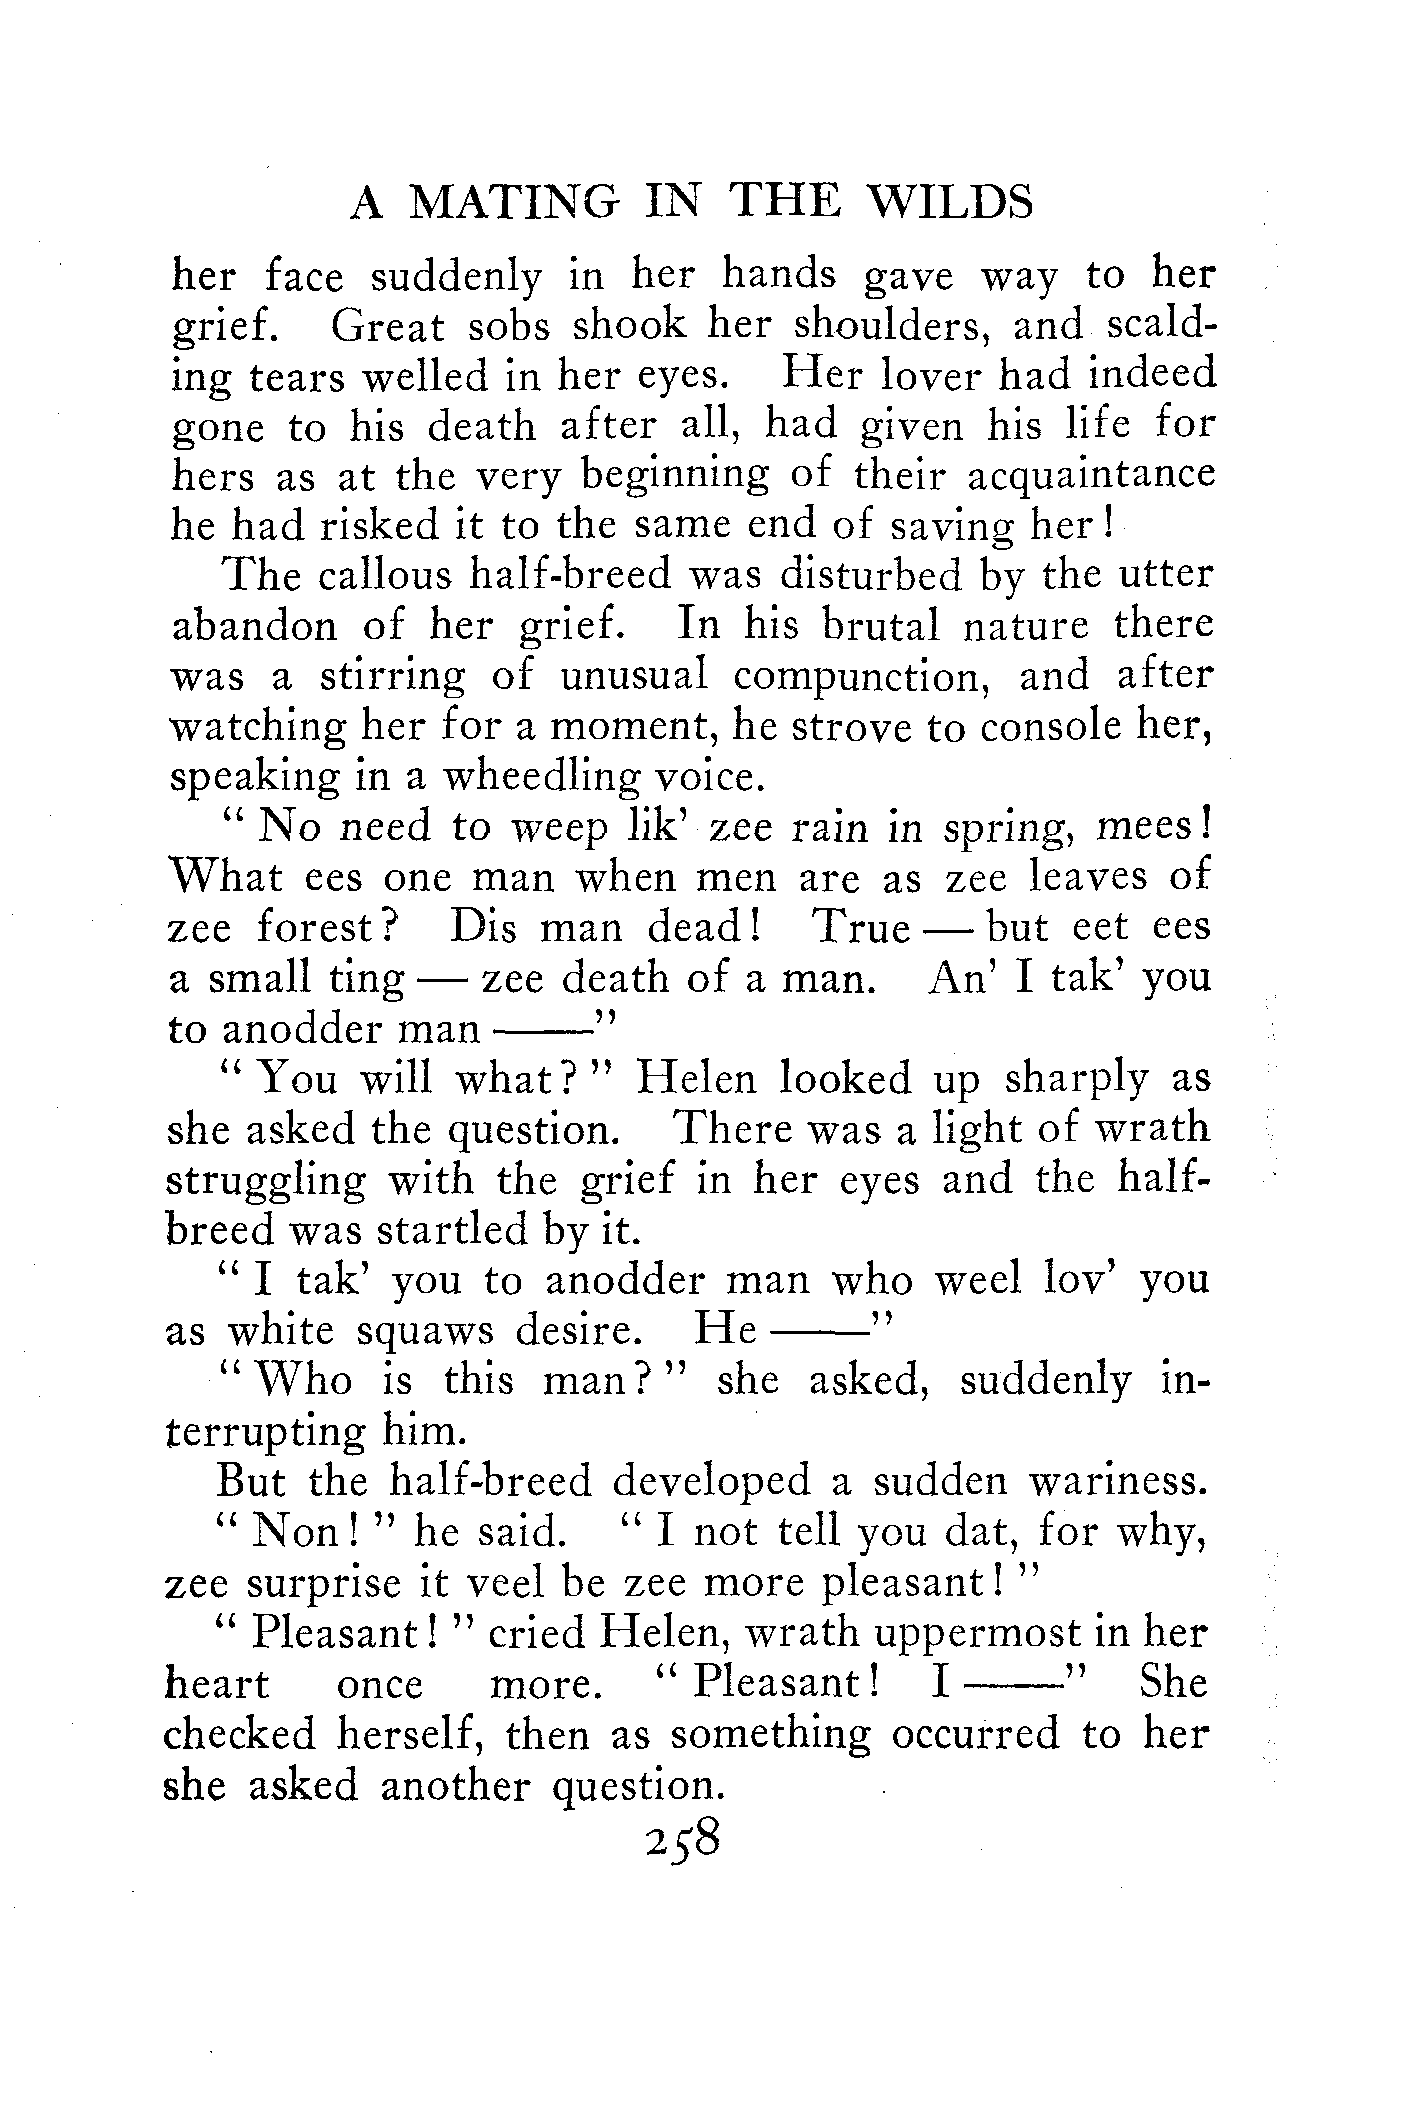 A MATING IN THE WILDS
her face suddenly in her hands gave way to her
grief. Great sobs shook her shoulders, and scald-
ing tears welled in her eyes. Her lover had indeed
gone to his death after all, had given his life for
hers as at the very beginning of their acquaintance
he had risked it to the same end of saving her!
The callous half-breed was disturbed by the utter
abandon of her grief. In his brutal nature there
was a stirring of unusual compunction, and after
watching her for a moment, he strove to console her,
speaking in a wheedling voice.
“ No need to weep lik’ zee rain in spring, mees!
What ees one man when men are as zee leaves of
zee forest? Dis man dead! True — but eet ees
a small ting — zee death of a man. An’ I tak’ you
to anodder man ——”
“ You will what? ” Helen looked up sharply as
she asked the question. There was a light of wrath
struggling with the grief in her eyes and the half-
breed was startled by it.
“ I tak’ you to anodder man who weel lov’ you
as white squaws desire. He ——”
“ Who is this man? ” she asked, suddenly in-
terrupting him.
But the half-breed developed a sudden wariness.
“ Non! ” he said. “ I not tell you dat, for why,
zee surprise it veel be zee more pleasant! ”
“ Pleasant! ” cried Helen, wrath uppermost in her
heart once more. “ Pleasant! I ——” She
checked herself, then as something occurred to her
she asked another question.
258